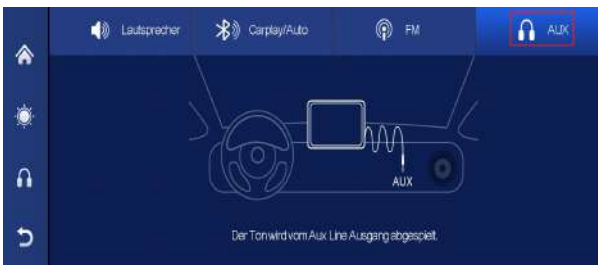 Lautsprecher
Carplay/Auto
FM
AUX
AUX
Der Ton wird vom Aux Line Ausgang abgespielt.